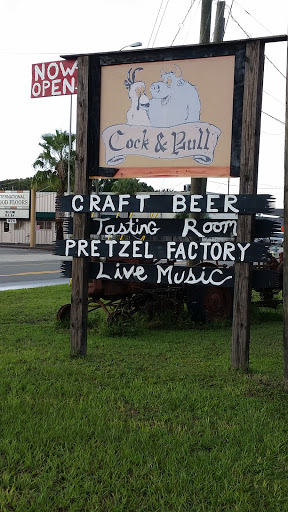 NOW
OPEN
Cock & Bull
CRAFT BEER
Tasting Room
PRETZEL FACTORY
Live Music